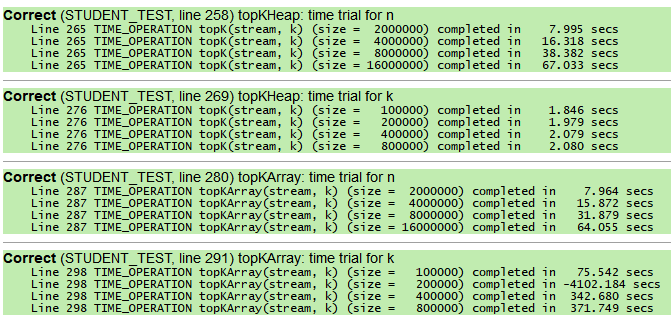 Correct (STUDENT_TEST, line 258) topKHeap: time trial for n
Line 265 TIME_OPERATION topK(stream, k) (size =  2000000) completed in    7.995 secs
Line 265 TIME_OPERATION topK(stream, k) (size =  4000000) completed in   16.318 secs
Line 265 TIME_OPERATION topK(stream, k) (size =  8000000) completed in   38.382 secs
Line 265 TIME_OPERATION topK(stream, k) (size = 16000000) completed in   67.033 secs
Correct (STUDENT_TEST, line 269) topKHeap: time trial for k
Line 276 TIME_OPERATION topK(stream, k) (size =   100000) completed in    1.846 secs
Line 276 TIME_OPERATION topK(stream, k) (size =   200000) completed in    1.979 secs
Line 276 TIME_OPERATION topK(stream, k) (size =   400000) completed in    2.079 secs
Line 276 TIME_OPERATION topK(stream, k) (size =   800000) completed in    2.080 secs
Correct (STUDENT_TEST, line 280) topKArray: time trial for n
Line 287 TIME_OPERATION topKArray(stream, k) (size =  2000000) completed in    7.964 secs
Line 287 TIME_OPERATION topKArray(stream, k) (size =  4000000) completed in   15.872 secs
Line 287 TIME_OPERATION topKArray(stream, k) (size =  8000000) completed in   31.879 secs
Line 287 TIME_OPERATION topKArray(stream, k) (size = 16000000) completed in   64.055 secs
Correct (STUDENT_TEST, line 291) topKArray: time trial for k
Line 298 TIME_OPERATION topKArray(stream, k) (size =   100000) completed in   75.542 secs
Line 298 TIME_OPERATION topKArray(stream, k) (size =   200000) completed in -4102.184 secs
Line 298 TIME_OPERATION topKArray(stream, k) (size =   400000) completed in  342.680 secs
Line 298 TIME_OPERATION topKArray(stream, k) (size =   800000) completed in  371.749 secs